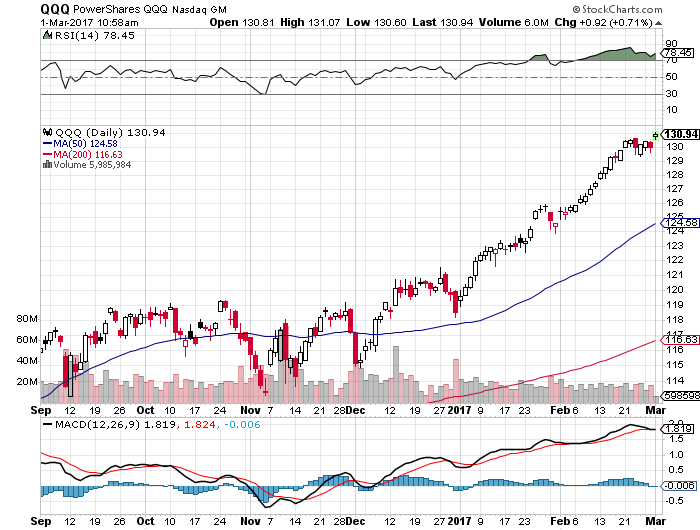 QQQ PowerShares QQQ Nasdaq GM © StockCharts.com
1-Mar-2017 10:58am Open 130.81 High 131.07 Low 130.60 Last 130.94 Volume 6.0M Chg +0.92 (+0.71%)
RSI(14) 78.45
90
78.45
70
50
30
10
QQQ (Daily) 130.94
MA(50) 124.58
MA(200) 116.63
Volume 5,985,984
130.94
130
129
128
127
126
125
124.58
124
123
122
121
120
119
118
117
116.63
116
115
114
5985984
80M
60M
40M
20M
Sep 12 19 26 Oct 10 17 24 Nov 7 14 21 28 Dec 12 19 27 2017 9 17 23 Feb 6 13 21 Mar
MACD(12,26,9) 1.819, 1.824, -0.006
2.0
1.819
1.5
1.0
0.5
-0.006
-0.5
Sep 12 19 26 Oct 10 17 24 Nov 7 14 21 28 Dec 12 19 27 2017 9 17 23 Feb 6 13 21 Mar